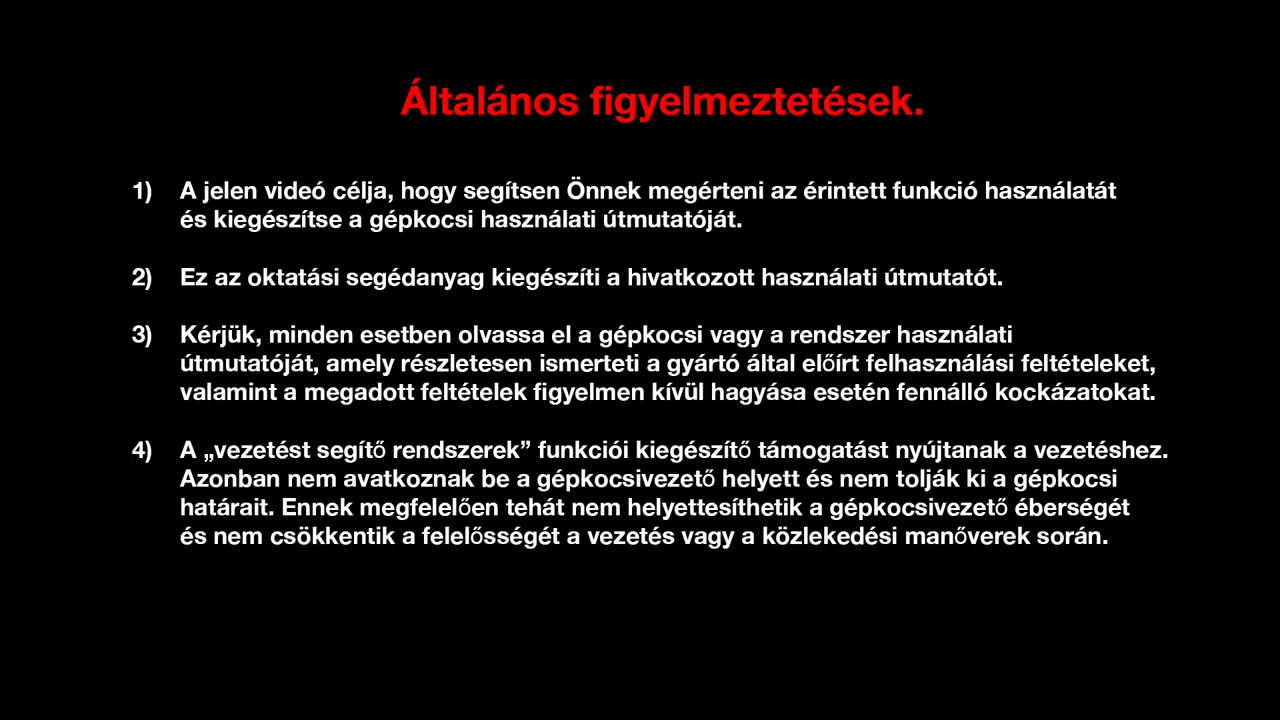 Általános figyelmeztetések.
1) A jelen videó célja, hogy segítsen Önnek megérteni az érintett funkció használatát
és kiegészítse a gépkocsi használati útmutatóját.
2) Ez az oktatási segédanyag kiegészíti a hivatkozott használati útmutatót.
3) Kérjük, minden esetben olvassa el a gépkocsi vagy a rendszer használati
útmutatóját, amely részletesen ismerteti a gyártó által előírt felhasználási feltételeket,
valamint a megadott feltételek figyelmen kívül hagyása esetén fennálló kockázatokat.
4) A „vezetést segítő rendszerek” funkciói kiegészítő támogatást nyújtanak a vezetéshez.
Azonban nem avatkoznak be a gépkocsivezető helyett és nem tolják ki a gépkocsi
határait. Ennek megfelelően tehát nem helyettesíthetik a gépkocsivezető éberségét
és nem csökkentik a felelősségét a vezetés vagy a közlekedési manőverek során.